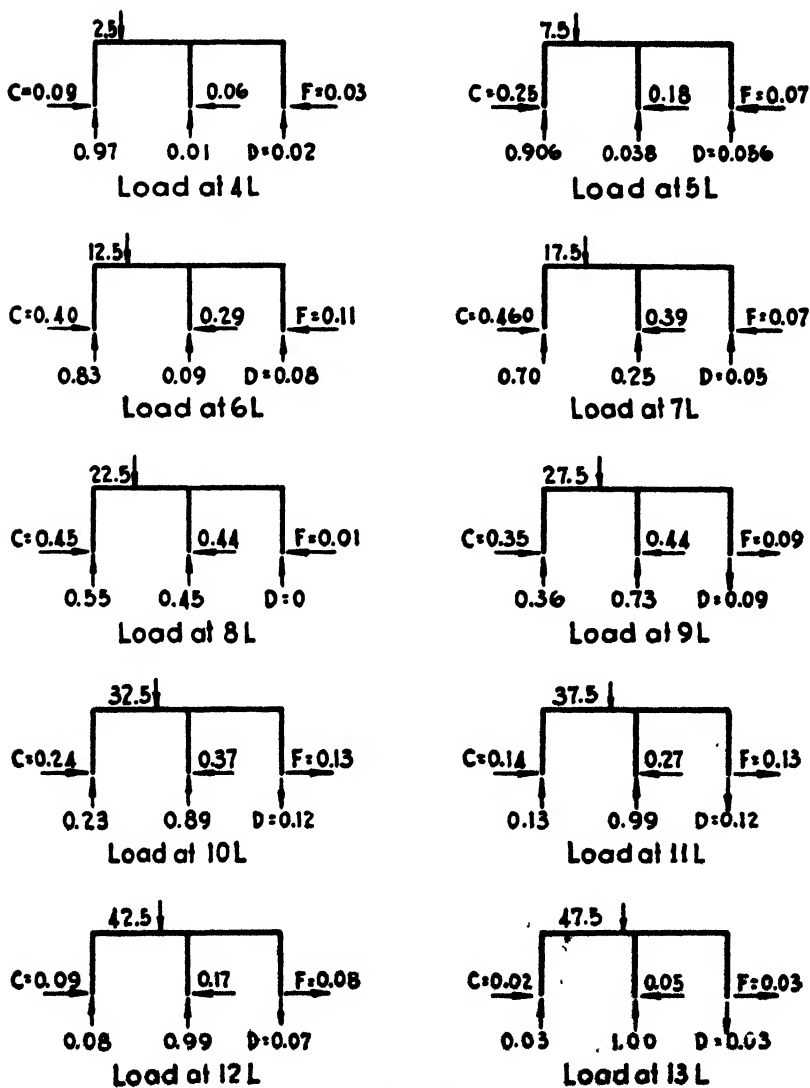 2.5
C=0.09 0.06 F=0.03
0.97 0.01 D=0.02
Load at 4L
7.5
C=0.25 0.18 F=0.07
0.906 0.038 D=0.056
Load at 5L
12.5
C=0.40 0.29 F=0.11
0.83 0.09 D=0.08
Load at 6L
17.5
C=0.460 0.39 F=0.07
0.70 0.25 D=0.05
Load at 7L
22.5
C=0.45 0.44 F=0.01
0.55 0.45 D=0
Load at 8L
27.5
C=0.35 0.44 F=0.09
0.36 0.73 D=0.09
Load at 9L
32.5
C=0.24 0.37 F=0.13
0.23 0.89 D=0.12
Load at 10L
37.5
C=0.14 0.27 F=0.13
0.13 0.99 D=0.12
Load at 11L
42.5
C=0.09 0.17 F=0.08
0.08 0.99 D=0.07
Load at 12L
47.5
C=0.02 0.05 F=0.03
0.03 1.00 D=0.03
Load at 13L